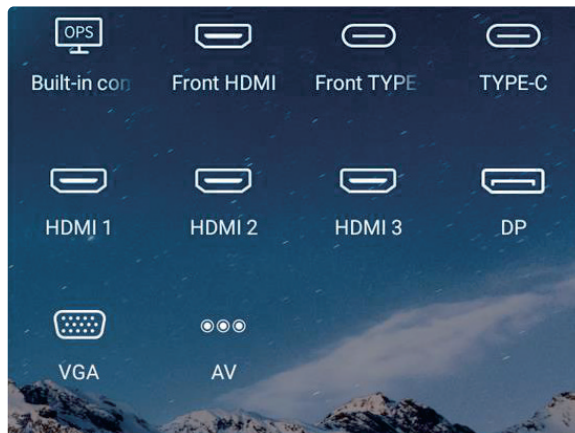 OPS
Built-in con
Front HDMI
Front TYPE
TYPE-C
HDMI 1
HDMI 2
HDMI 3
DP
VGA
AV